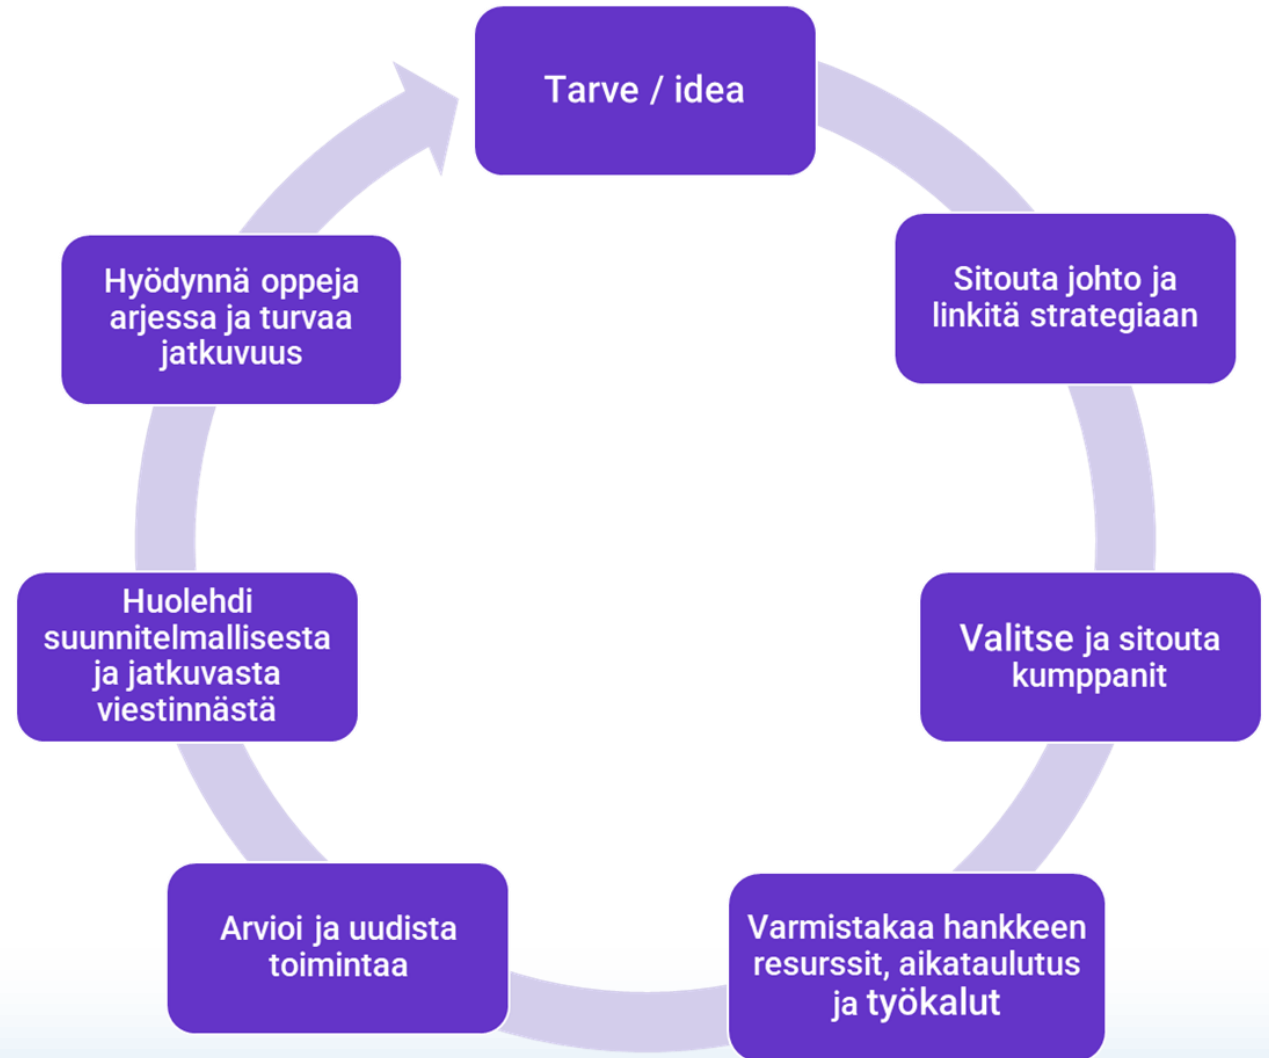 Tarve / idea
Sitouta johto ja
linkitä strategiaan
Valitse ja sitouta
kumppanit
Varmistakaa hankkeen
resurssit, aikataulutus
ja työkalut
Arvioi ja uudista
toimintaa
Huolehdi
suunnitelmallisesta
ja jatkuvasta
viestinnästä
Hyödynnä oppeja
arjessa ja turvaa
jatkuvuus